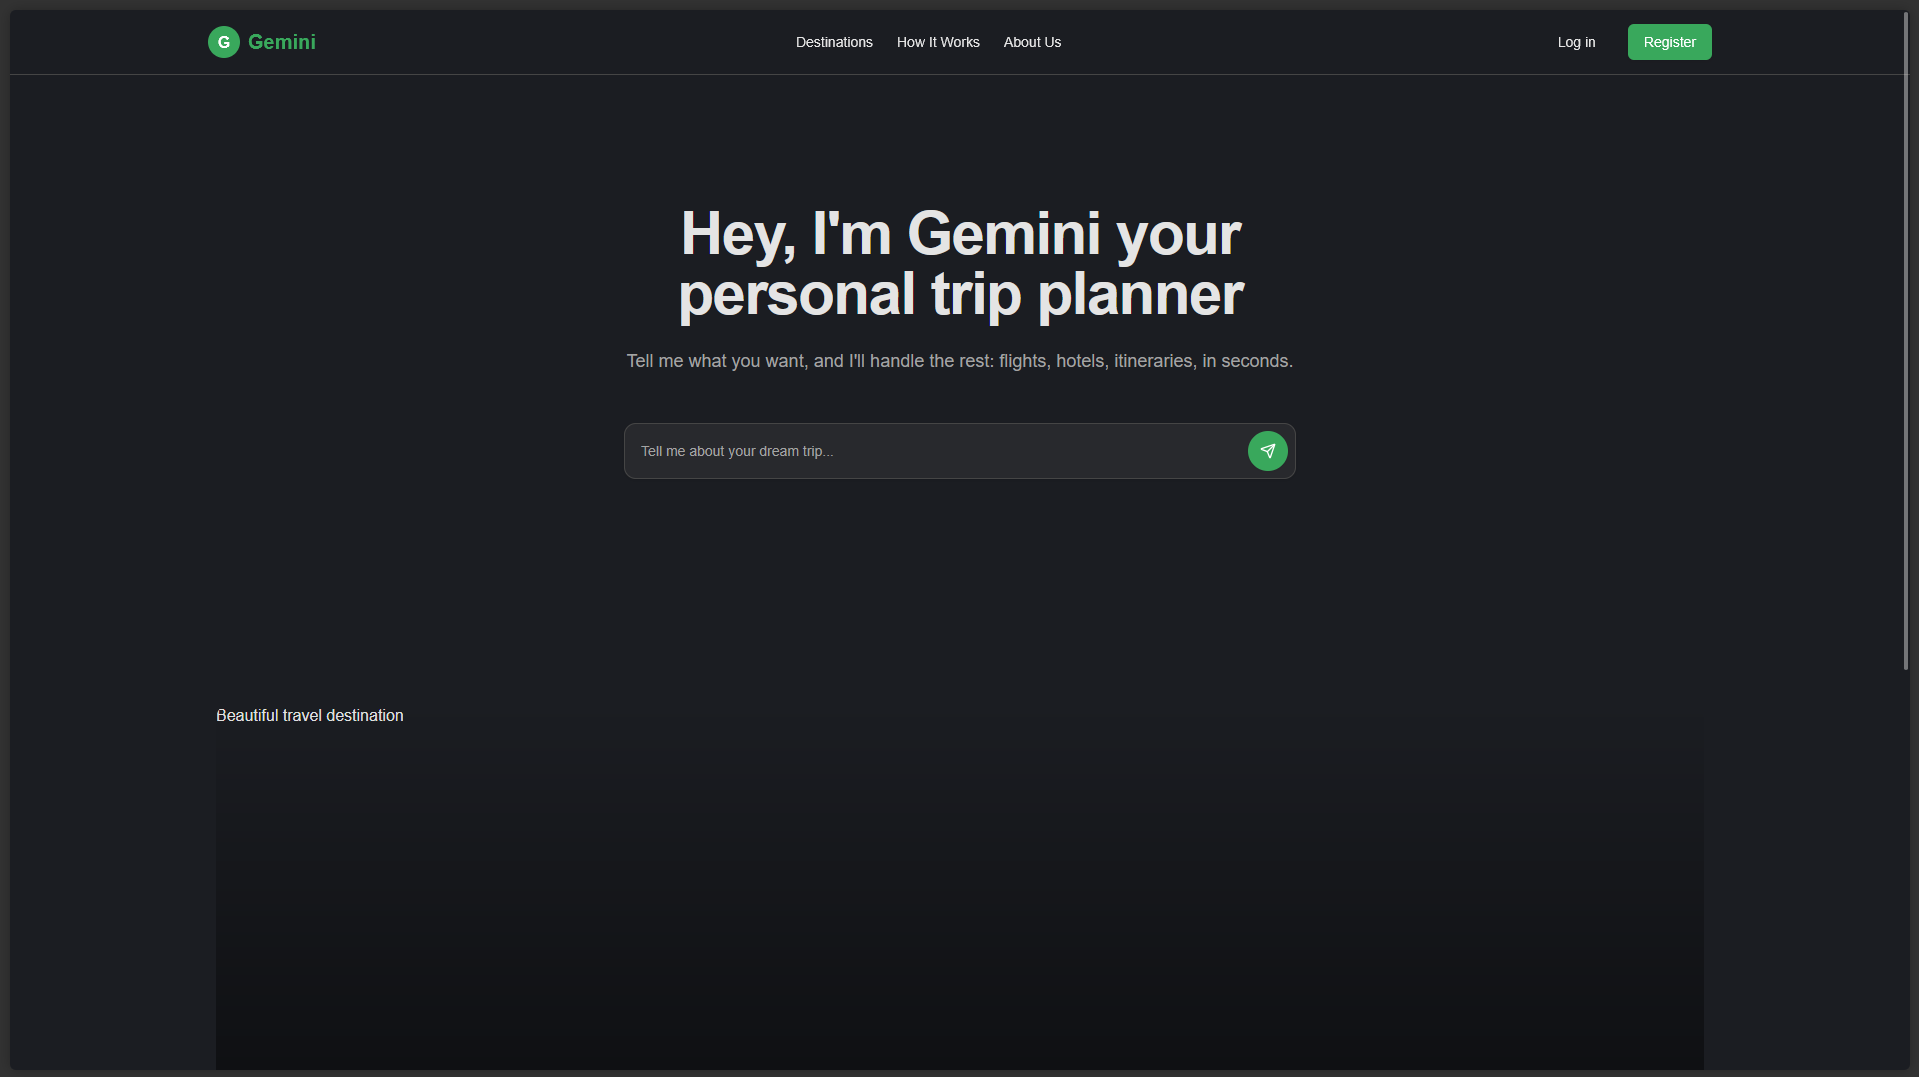 G Gemini
Destinations How It Works About Us
Log in Register
Hey, I'm Gemini your
personal trip planner
Tell me what you want, and I'll handle the rest: flights, hotels, itineraries, in seconds.
Tell me about your dream trip...
Beautiful travel destination